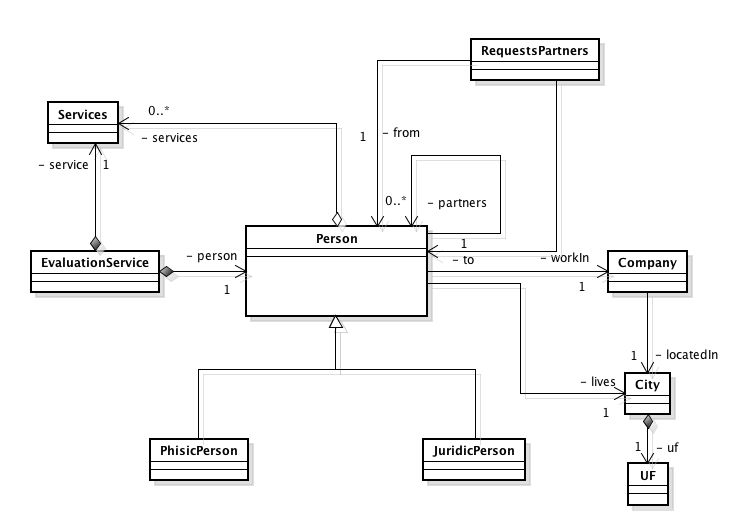 RequestsPartners
Services
0..*
- services
1
- from
- service
1
0..*
- partners
Person
1
- to
EvaluationService
- person
1
- workIn
1
Company
1
- locatedIn
- lives
1
City
1
- uf
UF
PhisicPerson
JuridicPerson